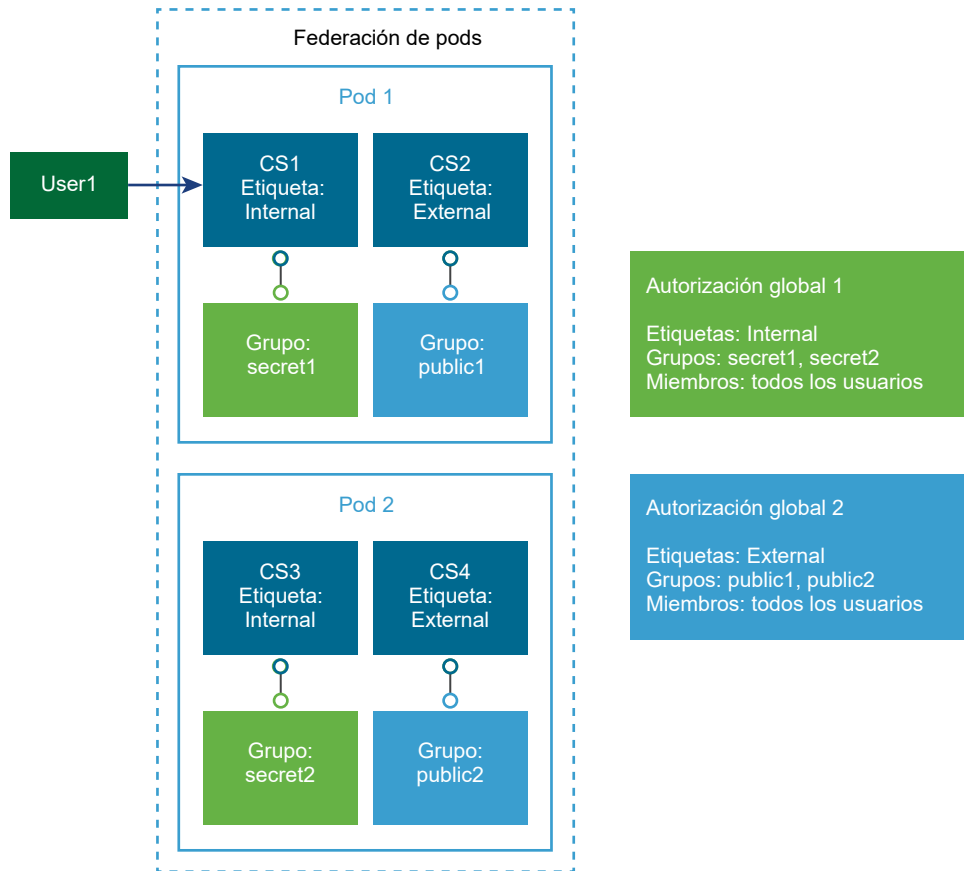 Federación de pods
Pod 1
User1
CS1
Etiqueta:
Internal
CS2
Etiqueta:
External
Grupo:
secret1
Grupo:
public1
Autorización global 1
Etiquetas: Internal
Grupos: secret1, secret2
Miembros: todos los usuarios
Pod 2
CS3
Etiqueta:
Internal
CS4
Etiqueta:
External
Grupo:
secret2
Grupo:
public2
Autorización global 2
Etiquetas: External
Grupos: public1, public2
Miembros: todos los usuarios